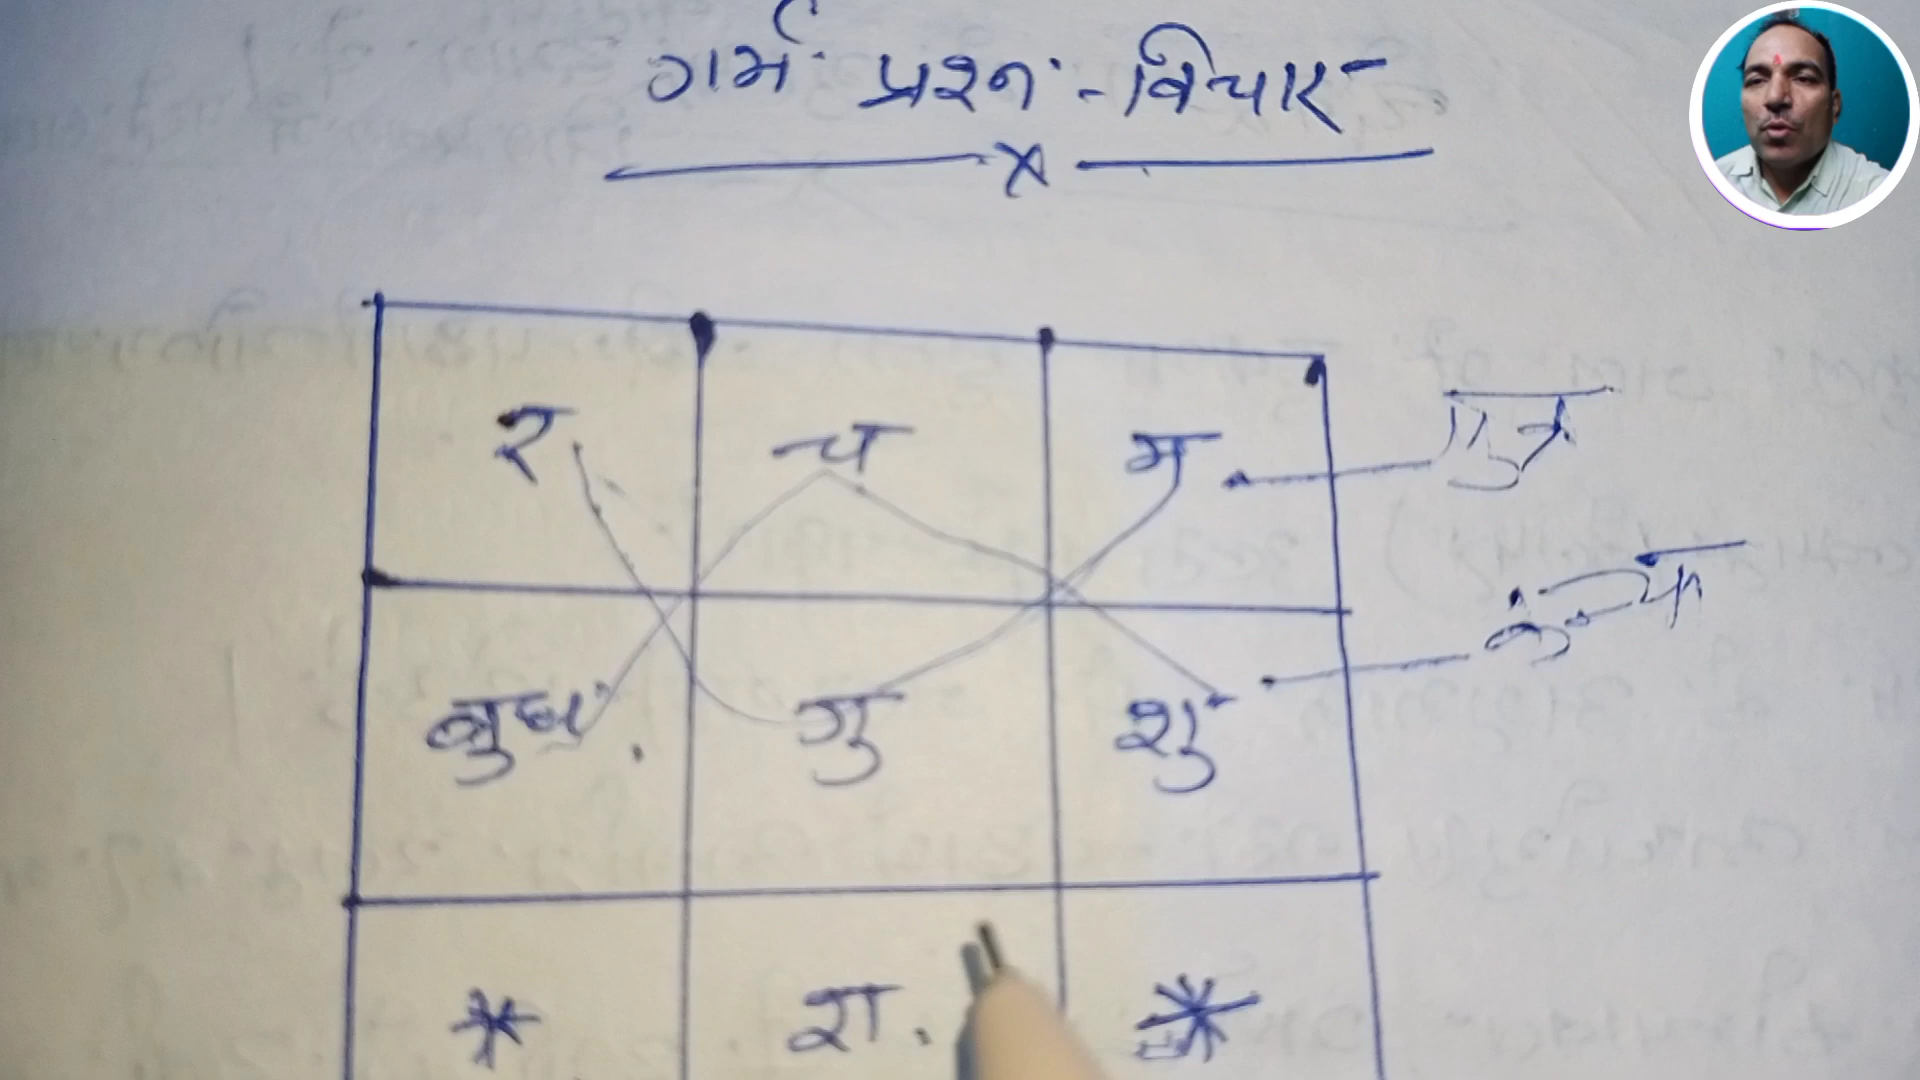 गर्भ प्रश्न - विचार
र च म
पुत्र
कन्या
बुध गु शु
* श. *